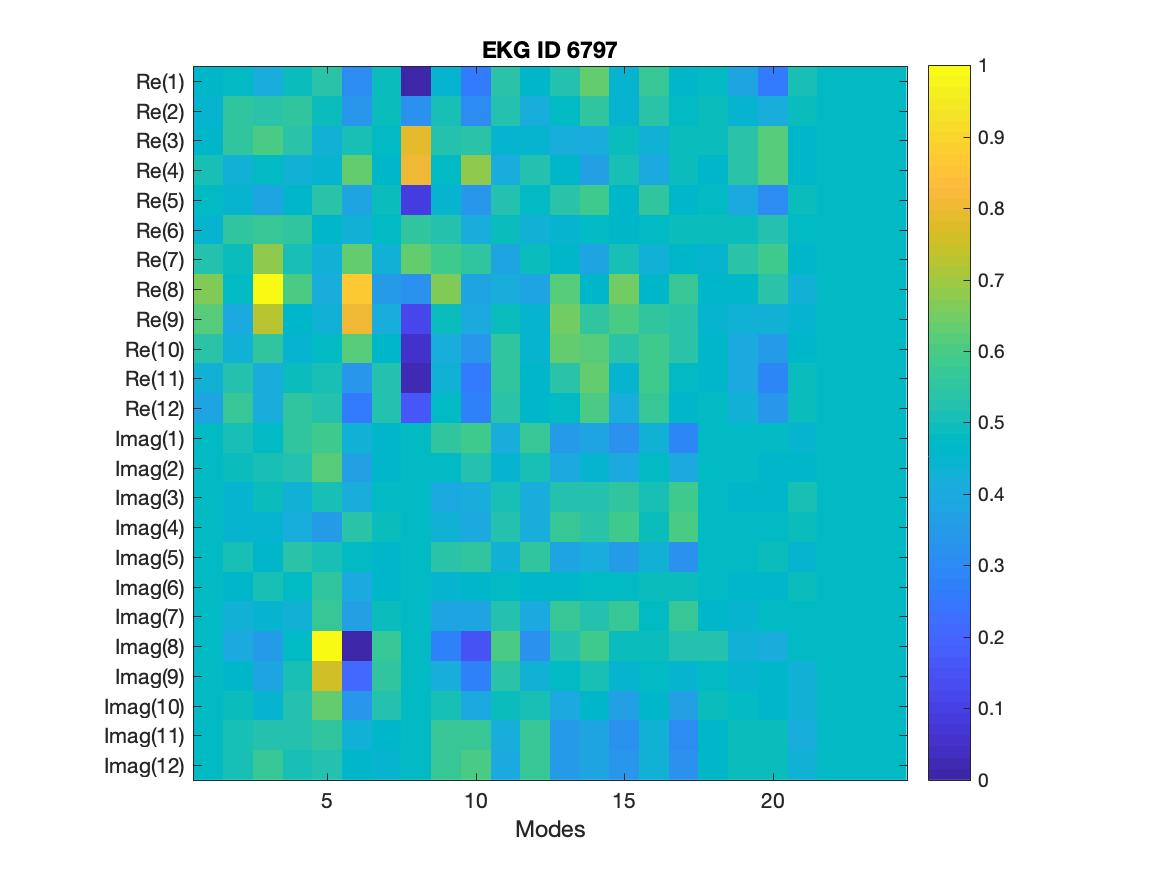 EKG ID 6797
Re(1)
Re(2)
Re(3)
Re(4)
Re(5)
Re(6)
Re(7)
Re(8)
Re(9)
Re(10)
Re(11)
Re(12)
Imag(1)
Imag(2)
Imag(3)
Imag(4)
Imag(5)
Imag(6)
Imag(7)
Imag(8)
Imag(9)
Imag(10)
Imag(11)
Imag(12)
5 10 15 20
Modes
1
0.9
0.8
0.7
0.6
0.5
0.4
0.3
0.2
0.1
0